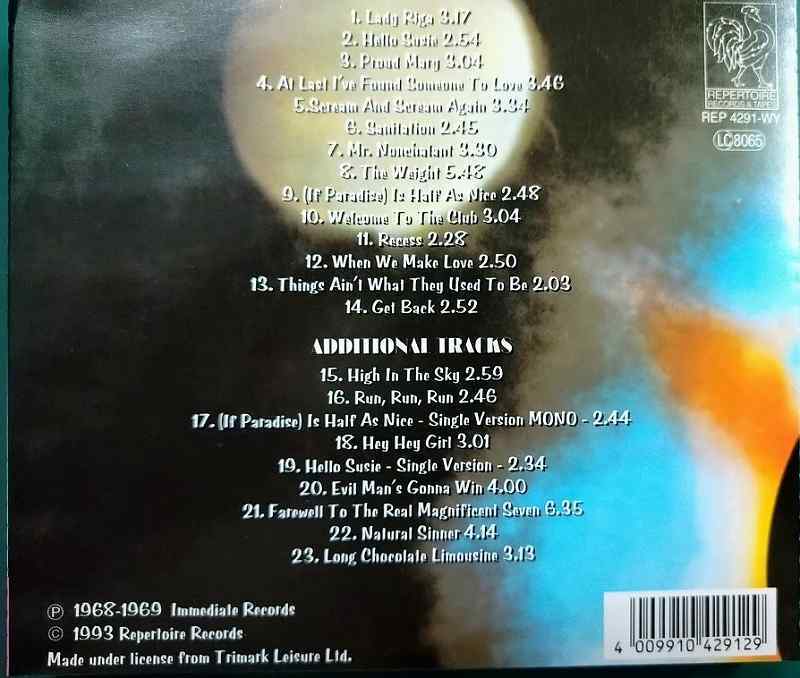 1. Lady Riga 3.17
2. Hello Susie 2.54
3. Proud Mary 3.04
4. At Last I've Found Someone To Love 3.46
5.Scream And Scream Again 3.34
6. Sanitation 2.45
7. Mr. Nonchalant 3.30
8. The Weight 5.48
9. (If Paradise) Is Half As Nice 2.48
10. Welcome To The Club 3.04
11. Recess 2.28
12. When We Make Love 2.50
13. Things Ain't What They Used To Be 2.03
14. Get Back 2.52
ADDITIONAL TRACKS
15. High In The Sky 2.59
16. Run, Run, Run 2.46
17. (If Paradise) Is Half As Nice - Single Version MONO - 2.44
18. Hey Hey Girl 3.01
19. Hello Susie - Single Version - 2.34
20. Evil Man's Gonna Win 4.00
21. Farewell To The Real Magnificent Seven 6.35
22. Natural Sinner 4.14
23. Long Chocolate Limousine 3.13
REPERTOIRE
RECORDS & TAPES
REP 4291-WY
LC 8065
℗ 1968-1969 Immediate Records
© 1993 Repertoire Records
Made under license from Trimark Leisure Ltd.
4 009910 429129